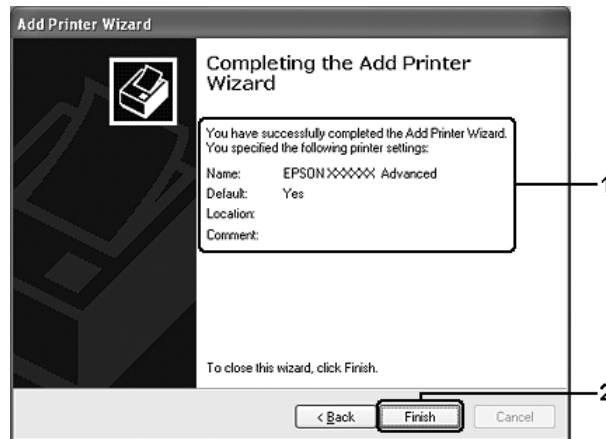 Add Printer Wizard
Completing the Add Printer
Wizard
You have successfully completed the Add Printer Wizard.
You specified the following printer settings:
Name: EPSON XXXXXX Advanced
Default: Yes
Location:
Comment:
1
To close this wizard, click Finish.
2
< Back Finish Cancel